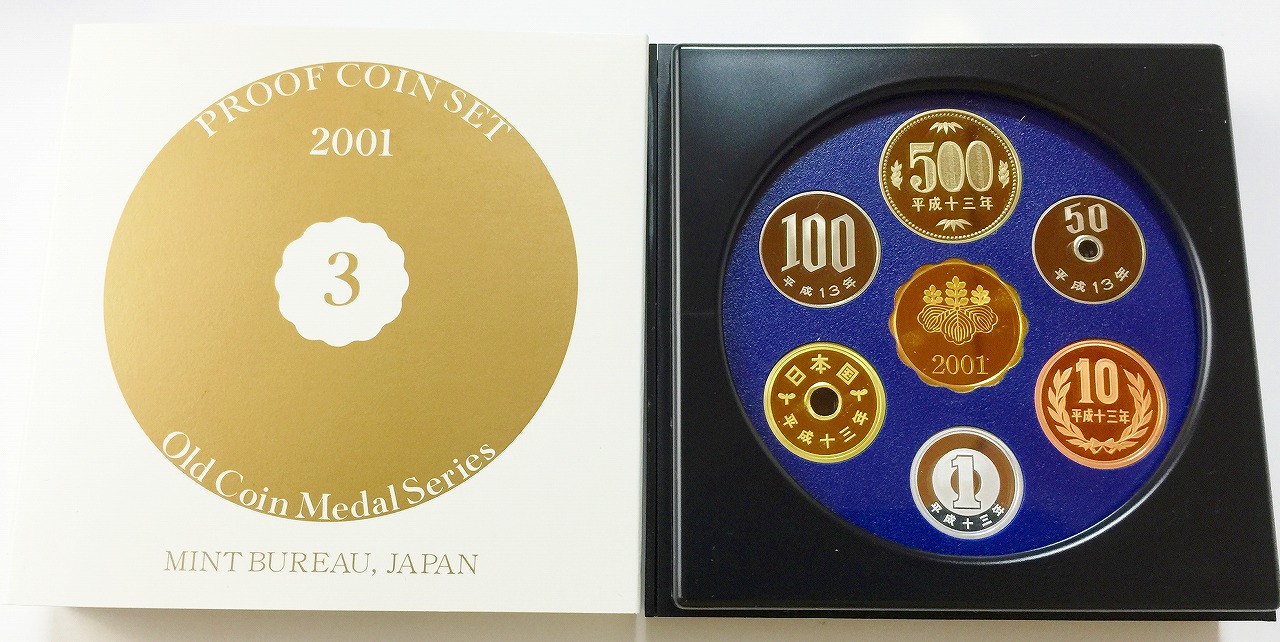 PROOF COIN SET
2001
3
Old Coin Medal Series
MINT BUREAU, JAPAN
500
平成十三年
100
平成13年
50
平成13年
2001
日本国
平成十三年
10
平成十三年
1
平成十三年